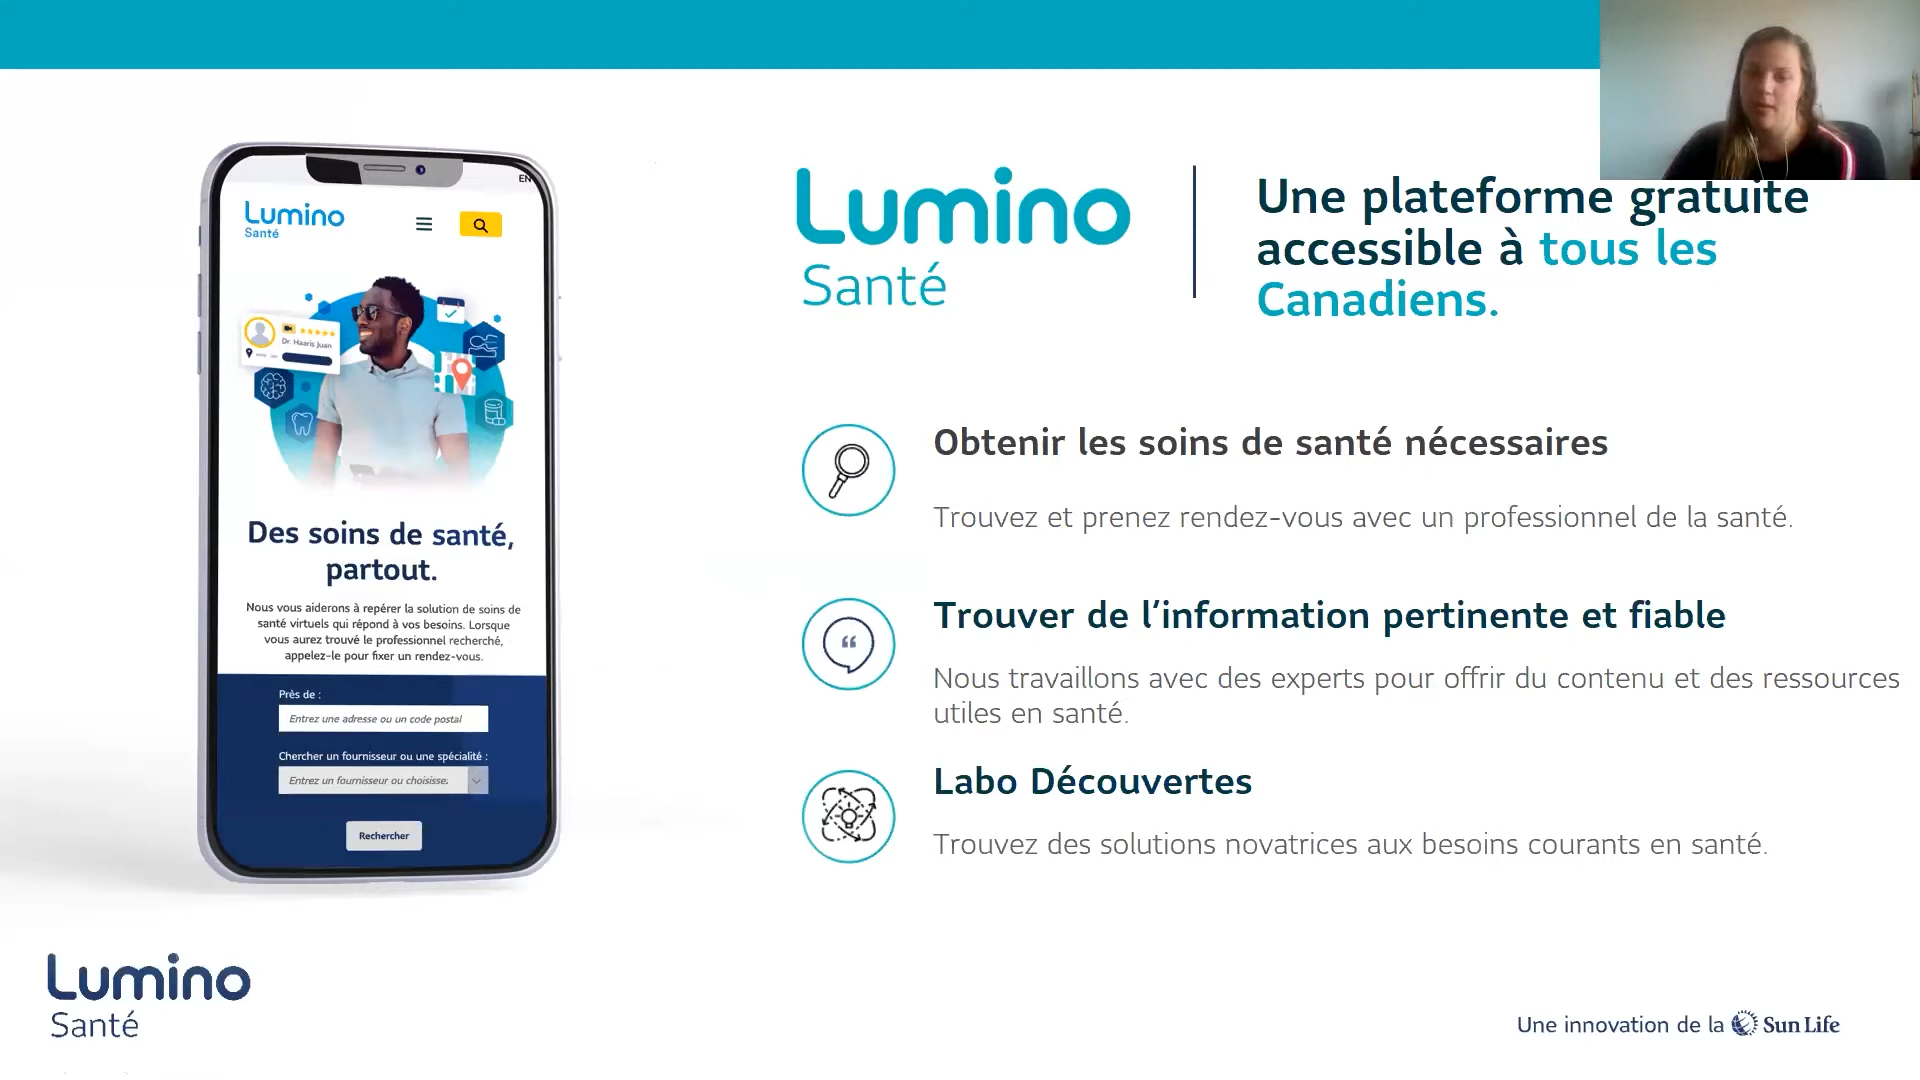 EN
Lumino
Santé
Dr. Haaris Juan
Des soins de santé,
partout.
Nous vous aiderons à repérer la solution de soins de
santé virtuels qui répond à vos besoins. Lorsque
vous aurez trouvé le professionnel recherché,
appelez-le pour fixer un rendez-vous.
Près de :
Entrez une adresse ou un code postal
Chercher un fournisseur ou une spécialité :
Entrez un fournisseur ou choisisse:
Rechercher
Lumino
Santé
Une plateforme gratuite
accessible à tous les
Canadiens.
Obtenir les soins de santé nécessaires
Trouvez et prenez rendez-vous avec un professionnel de la santé.
Trouver de l’information pertinente et fiable
Nous travaillons avec des experts pour offrir du contenu et des ressources
utiles en santé.
Labo Découvertes
Trouvez des solutions novatrices aux besoins courants en santé.
Lumino
Santé
Une innovation de la Sun Life